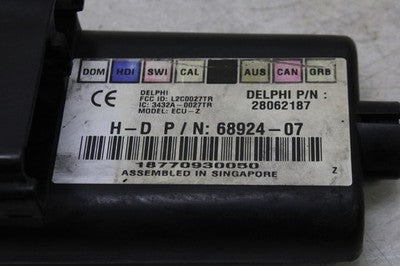 DOM HDI SWI CAL AUS CAN GRB
CE DELPHI
FCC ID: L2C0027TR
IC: 3432A-0027TR
MODEL: ECU-Z
DELPHI P/N :
28062187
H-D P/N: 68924-07
18770930050
ASSEMBLED IN SINGAPORE
Z